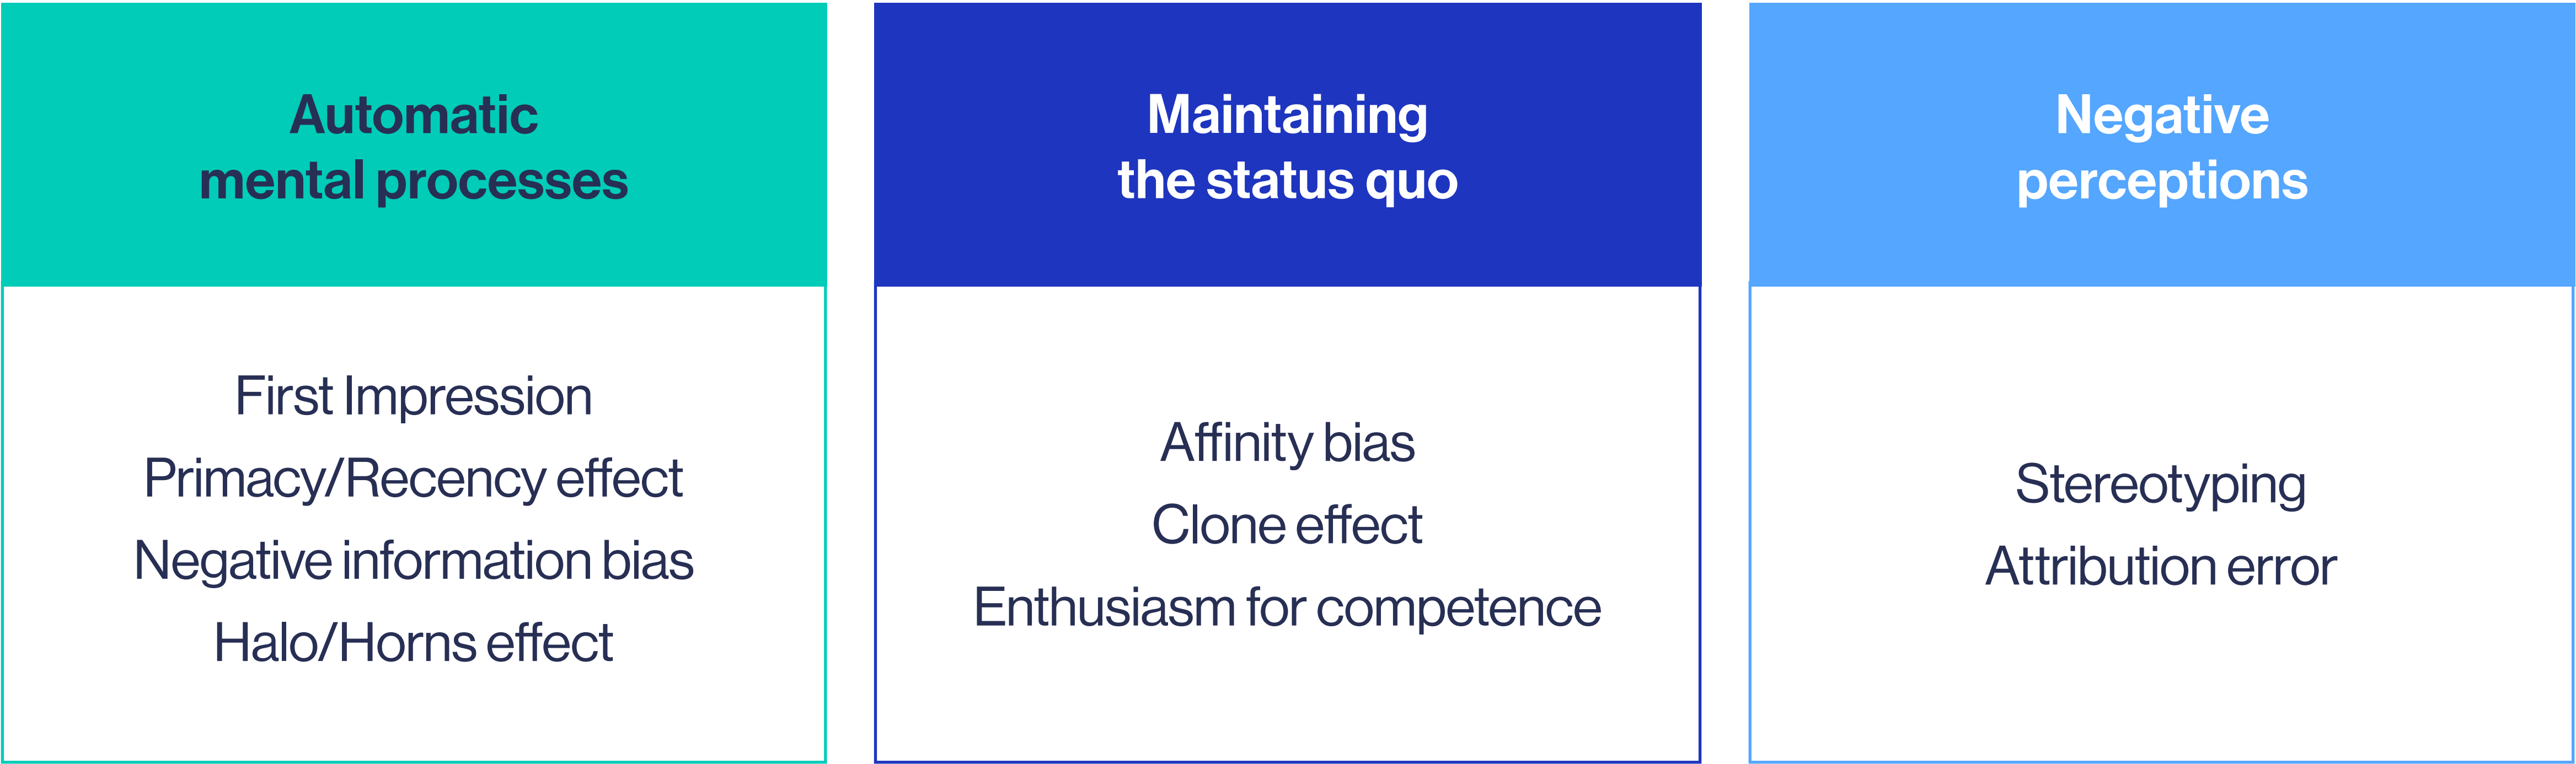 Automatic
mental processes
First Impression
Primacy/Recency effect
Negative information bias
Halo/Horns effect
Maintaining
the status quo
Affinity bias
Clone effect
Enthusiasm for competence
Negative
perceptions
Stereotyping
Attribution error